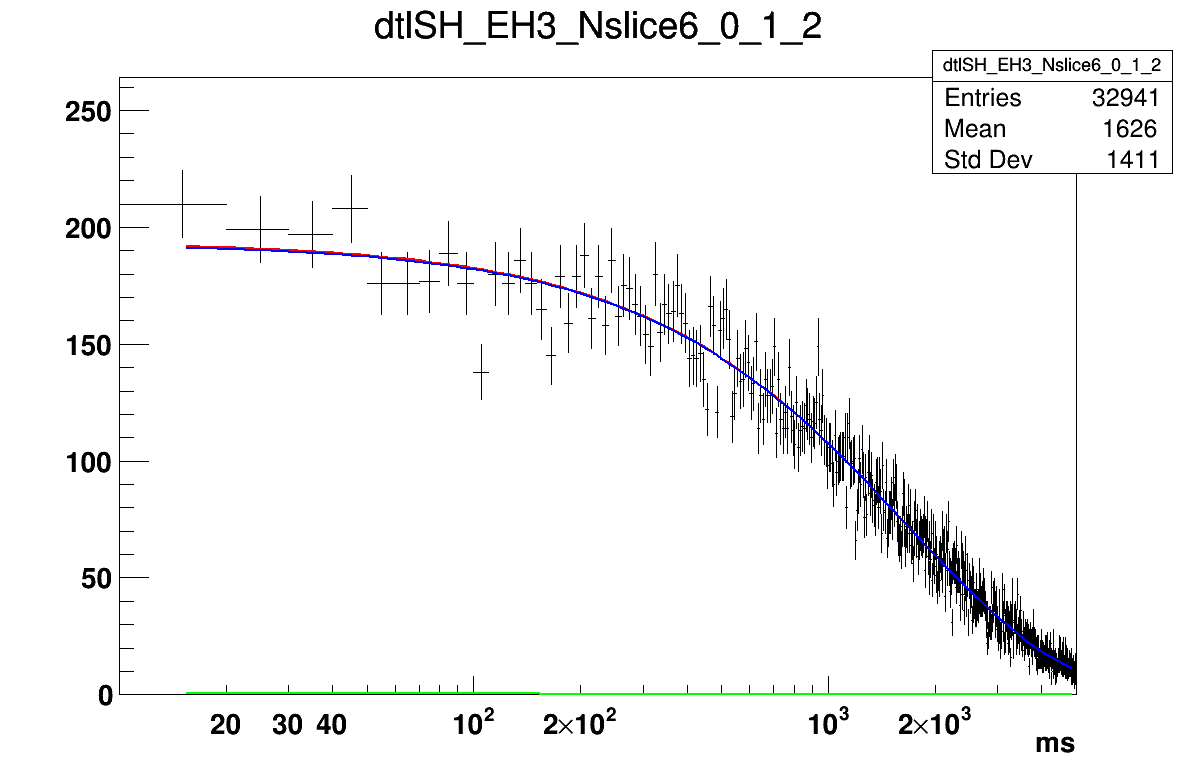 dtlSH_EH3_Nslice6_0_1_2
dtlSH_EH3_Nslice6_0_1_2
Entries 32941
Mean 1626
Std Dev 1411
250
200
150
100
50
0
20 30 40 10² 2×10² 10³ 2×10³
ms